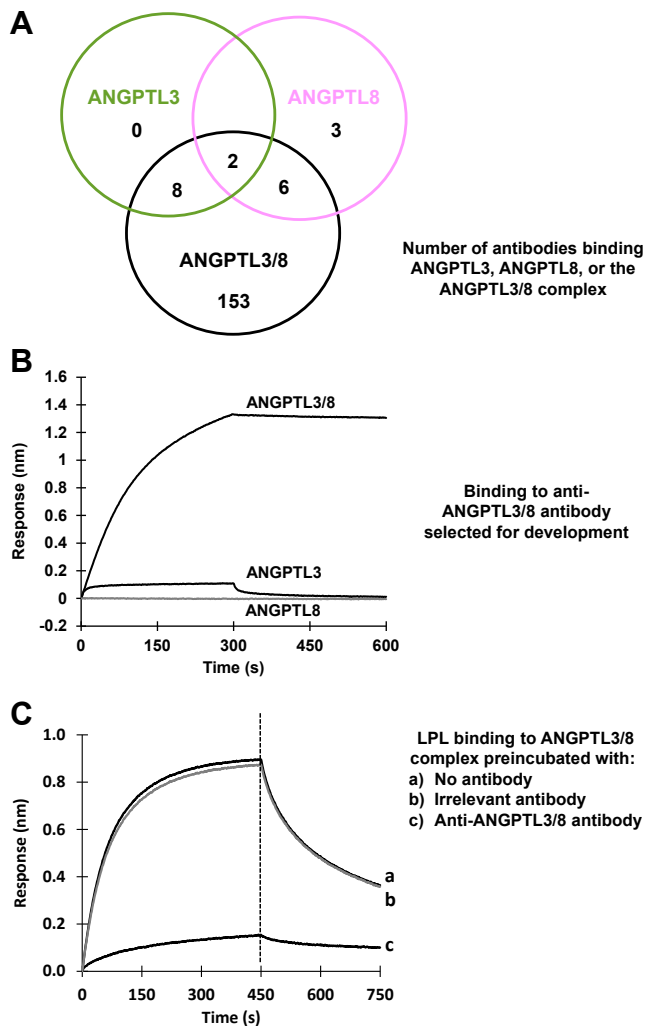 A
ANGPTL3
0
ANGPTL8
3
2
8
6
ANGPTL3/8
153
Number of antibodies binding
ANGPTL3, ANGPTL8, or the
ANGPTL3/8 complex
B
1.6
1.4
1.2
1
0.8
0.6
0.4
0.2
0
-0.2
Response (nm)
ANGPTL3/8
ANGPTL3
ANGPTL8
0
150
300
450
600
Time (s)
Binding to anti-
ANGPTL3/8 antibody
selected for development
C
1.0
0.8
0.6
0.4
0.2
0.0
Response (nm)
a
b
c
0
150
300
450
600
750
Time (s)
LPL binding to ANGPTL3/8
complex preincubated with:
a) No antibody
b) Irrelevant antibody
c) Anti-ANGPTL3/8 antibody